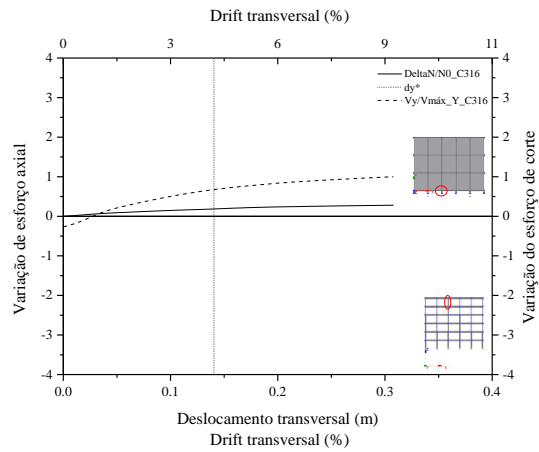 Drift transversal (%)
0 3 6 8 11
4 4
3 3
2 2
1 1
0 0
-1 -1
-2 -2
-3 -3
-4 -4
DeltaN/N0_C316
dy*
Vy/Vmáx_Y_C316
Variação de esforço axial
Variação do esforço de corte
0.0 0.1 0.2 0.3 0.4
Deslocamento transversal (m)
Drift transversal (%)